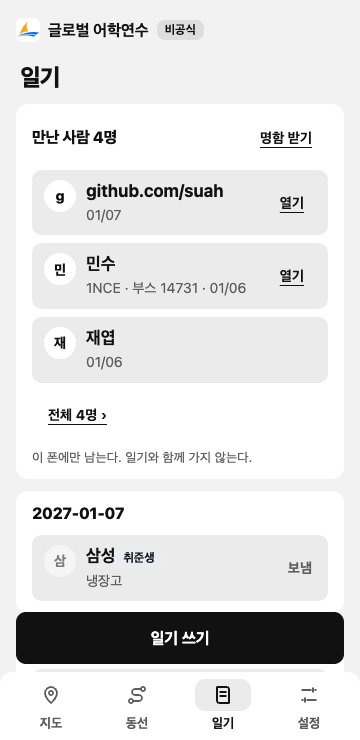 글로벌 어학연수 비공식
일기
만난 사람 4명 명함 받기
g github.com/suah 열기
01/07
민 민수 열기
1NCE · 부스 14731 · 01/06
재 재엽
01/06
전체 4명 ›
이 폰에만 남는다. 일기와 함께 가지 않는다.
2027-01-07
삼 삼성 취준생 보냄
냉장고
일기 쓰기
지도 동선 일기 설정